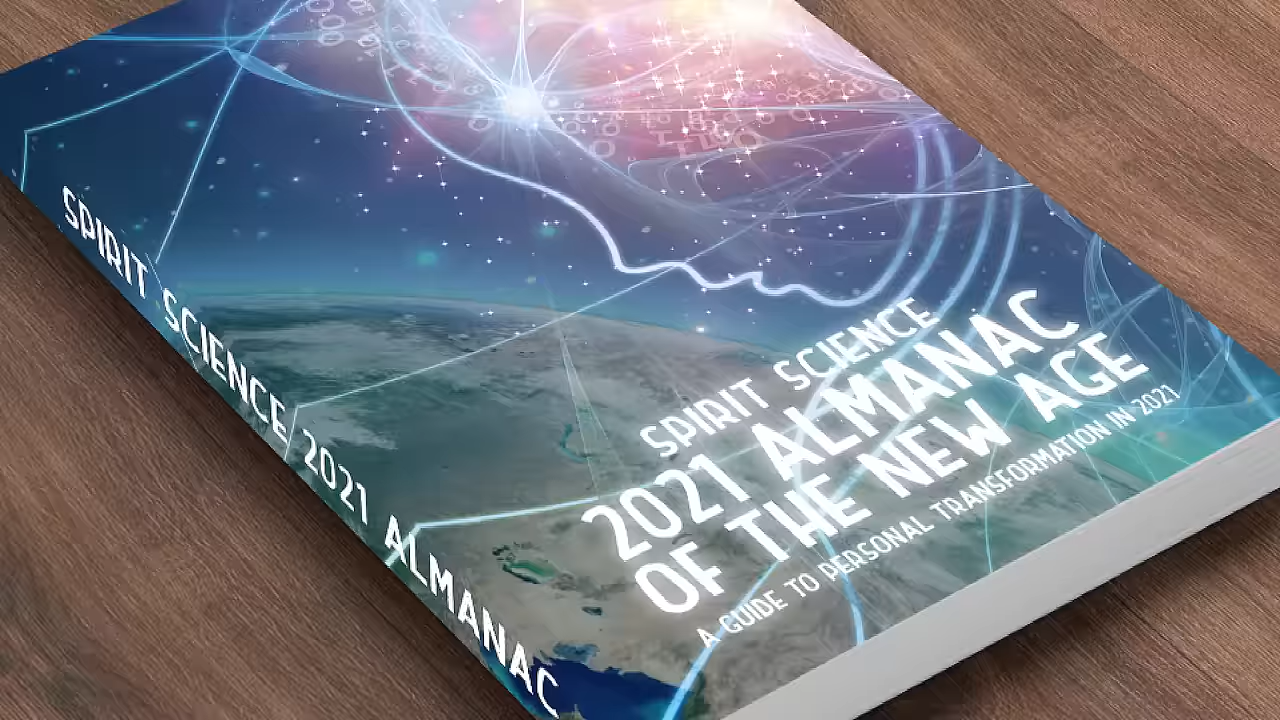 SPIRIT SCIENCE
2021 ALMANAC
OF THE NEW AGE
A GUIDE TO PERSONAL TRANSFORMATION IN 2021
SPIRIT SCIENCE 2021 ALMANAC